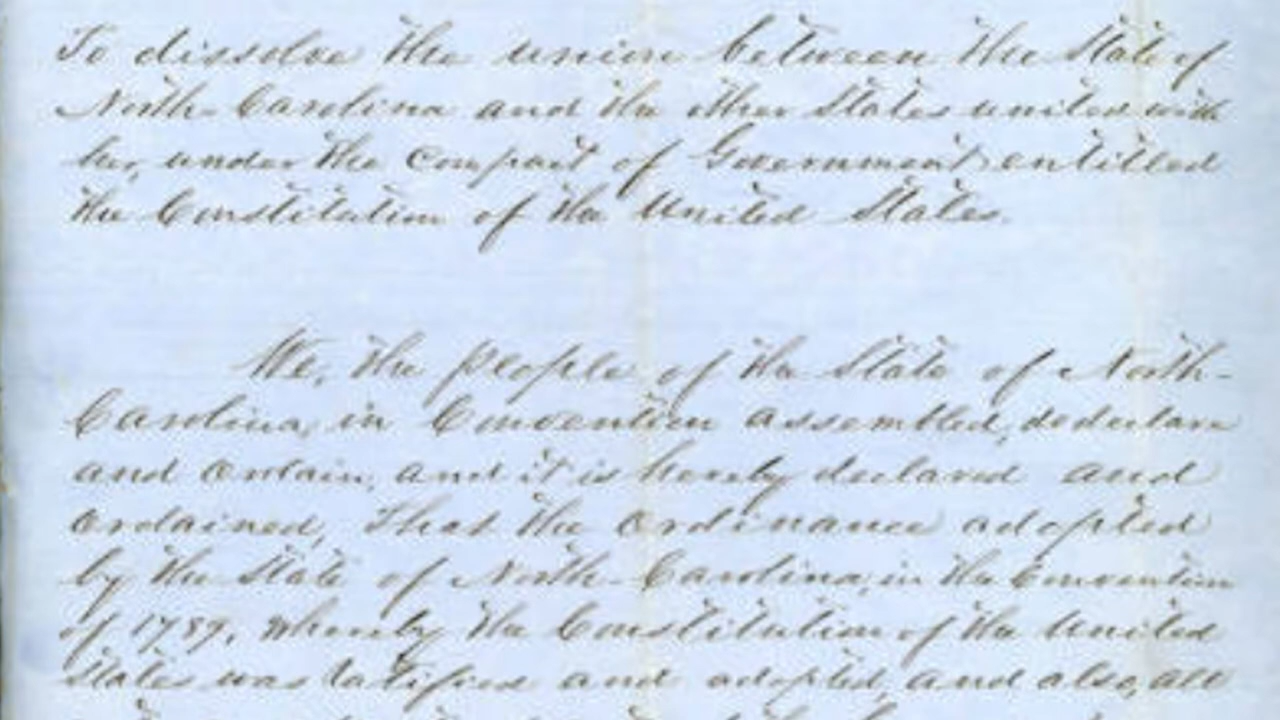 To dissolve the union between the State of
North-Carolina and the other States united with
her, under the compact of Government entitled
the Constitution of the United States.
We, the people of the State of North-
Carolina, in Convention assembled, do declare
and ordain, and it is hereby declared and
ordained, That the ordinance adopted
by the State of North-Carolina, in the Convention
of 1789, whereby the Constitution of the United
States was ratified and adopted, and also, all